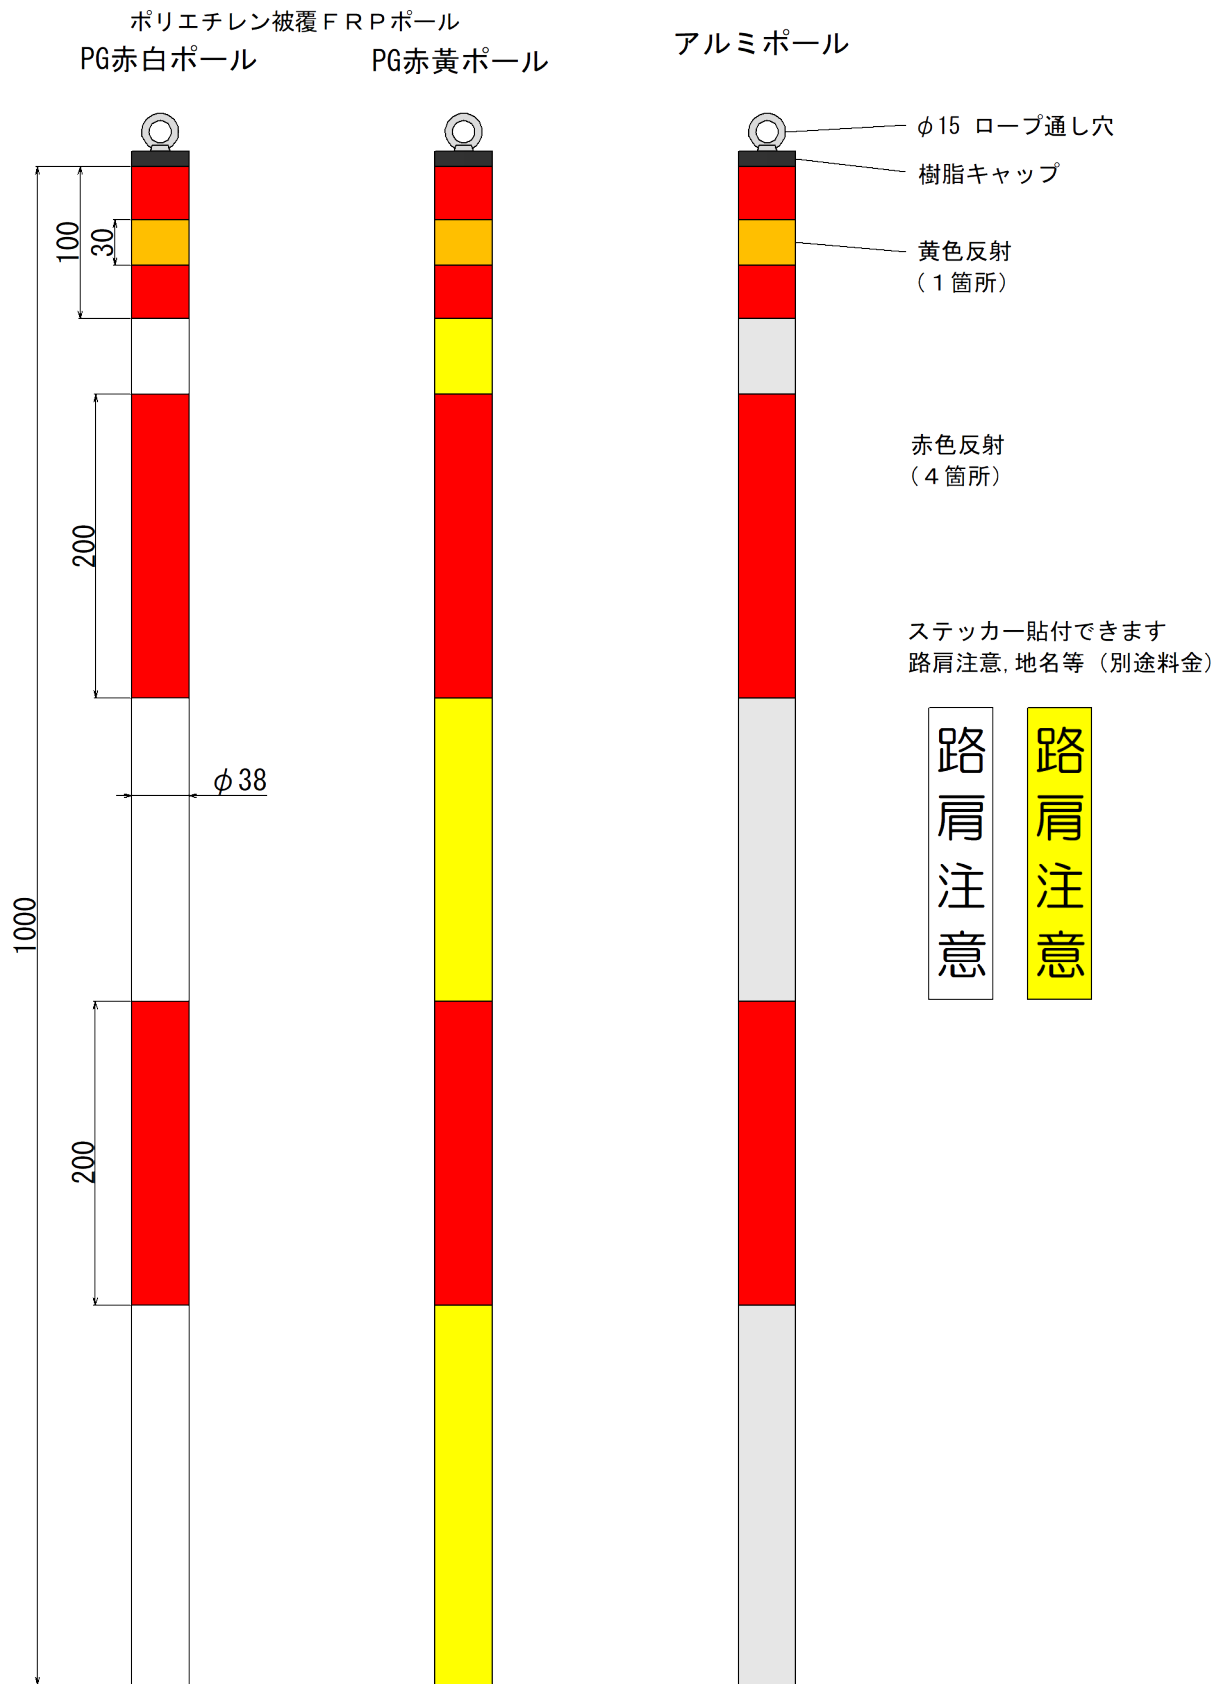 ポリエチレン被覆ＦＲＰポール
PG赤白ポール
PG赤黄ポール
アルミポール
φ15 ロープ通し穴
樹脂キャップ
100
30
黄色反射
（１箇所）
赤色反射
（４箇所）
200
ステッカー貼付できます
路肩注意,地名等（別途料金）
φ38
路肩注意
路肩注意
1000
200